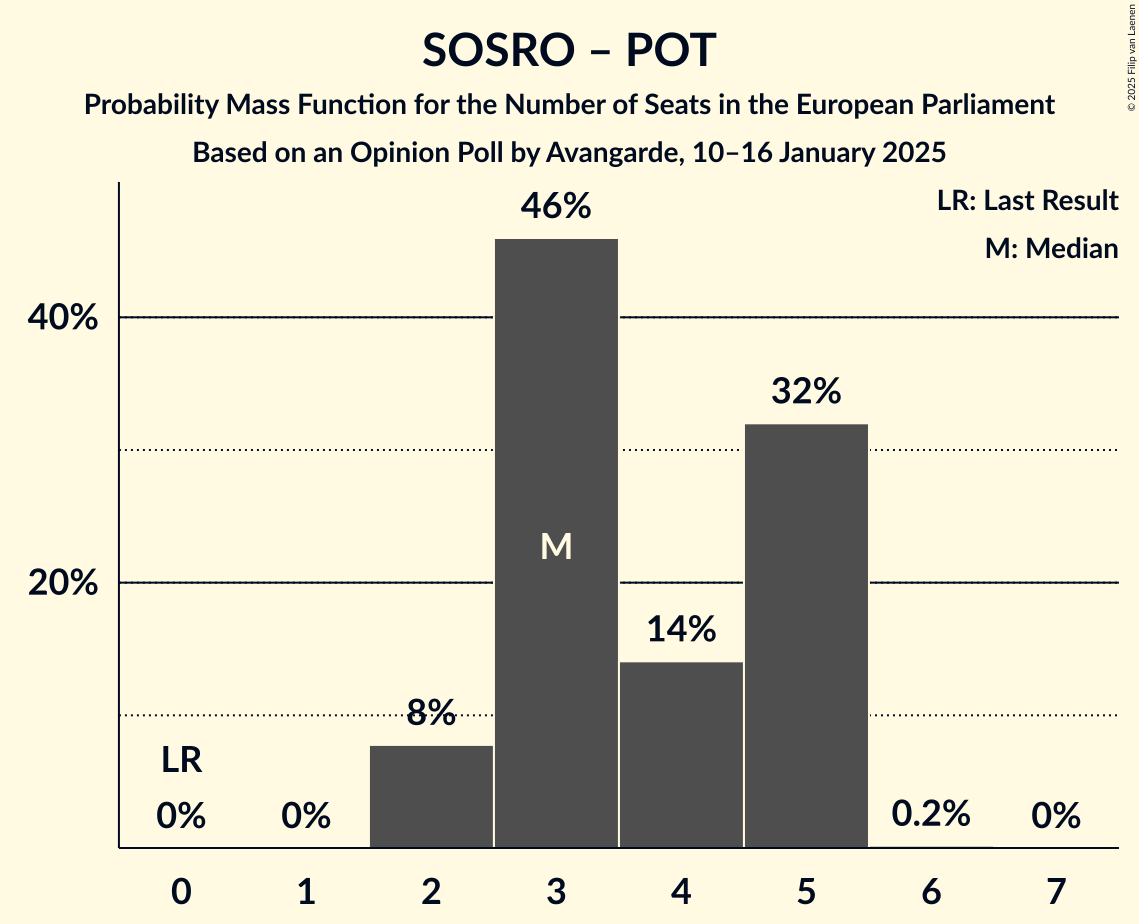 SOSRO – POT
Probability Mass Function for the Number of Seats in the European Parliament
Based on an Opinion Poll by Avangarde, 10–16 January 2025
© 2025 Filip van Laenen
LR: Last Result
M: Median
46%
40%
32%
M
20%
14%
8%
LR
0%
0%
0.2%
0%
0
1
2
3
4
5
6
7